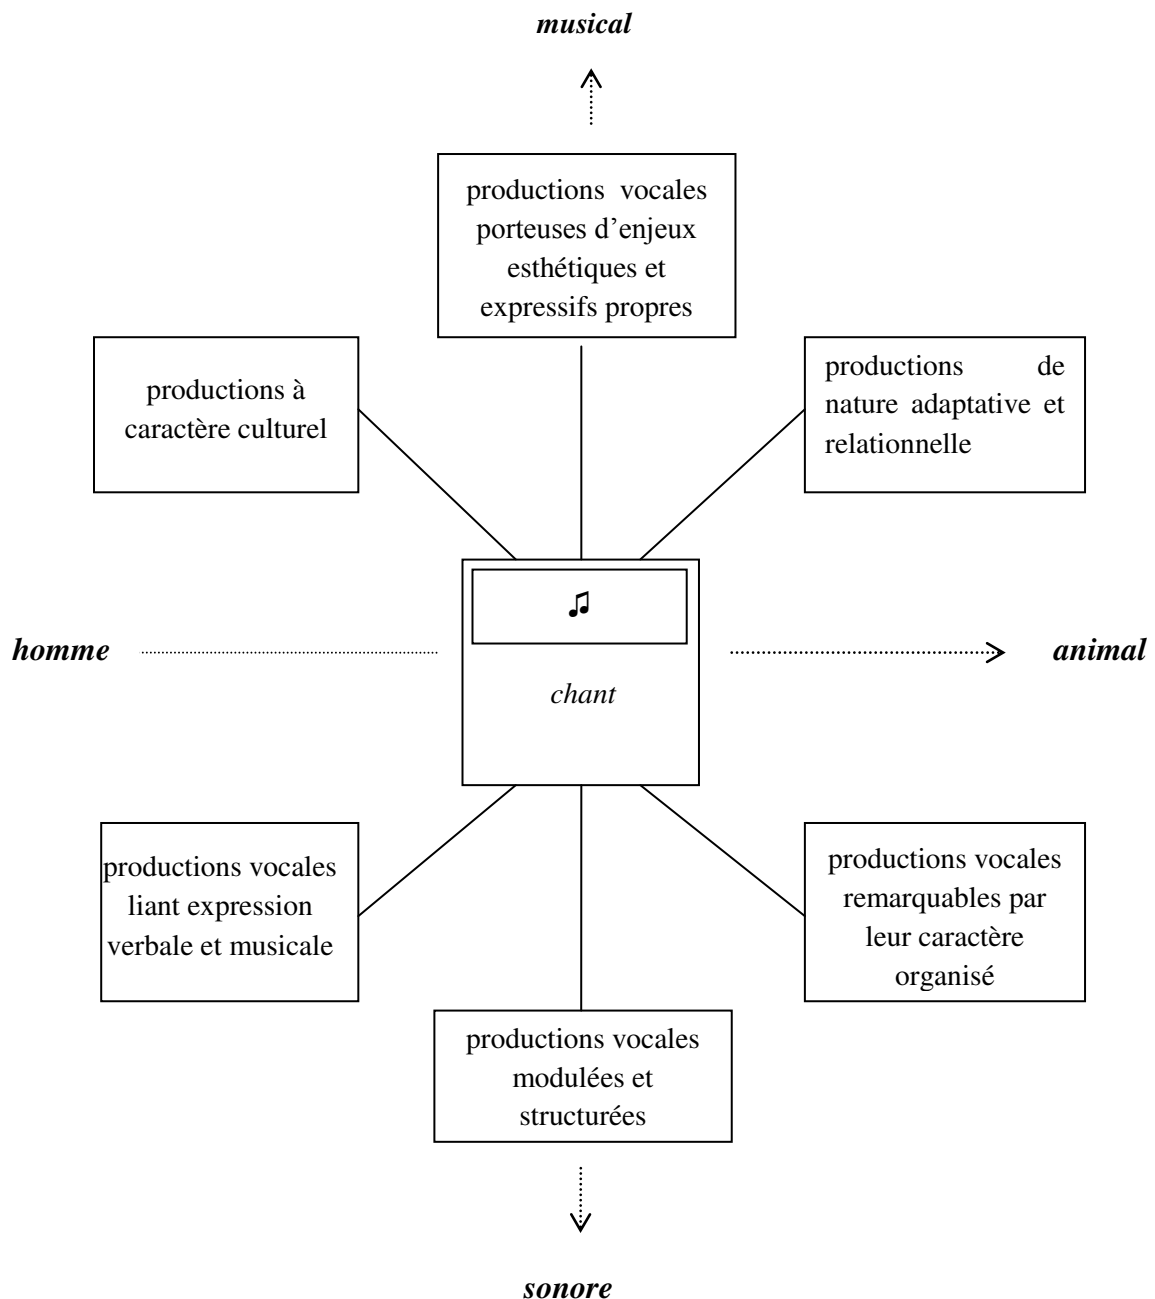 musical
productions vocales
porteuses d’enjeux
esthétiques et
expressifs propres
productions à
caractère culturel
productions de
nature adaptative et
relationnelle
♫
homme
animal
chant
productions vocales
liant expression
verbale et musicale
productions vocales
remarquables par
leur caractère
organisé
productions vocales
modulées et
structurées
sonore